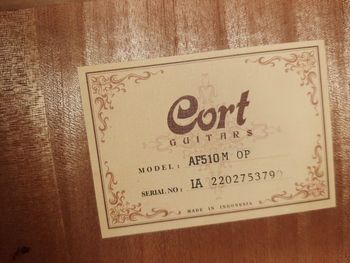 Cort
GUITARS
MODEL: AF510M OP
SERIAL NO: IA 220275379
MADE IN INDONESIA